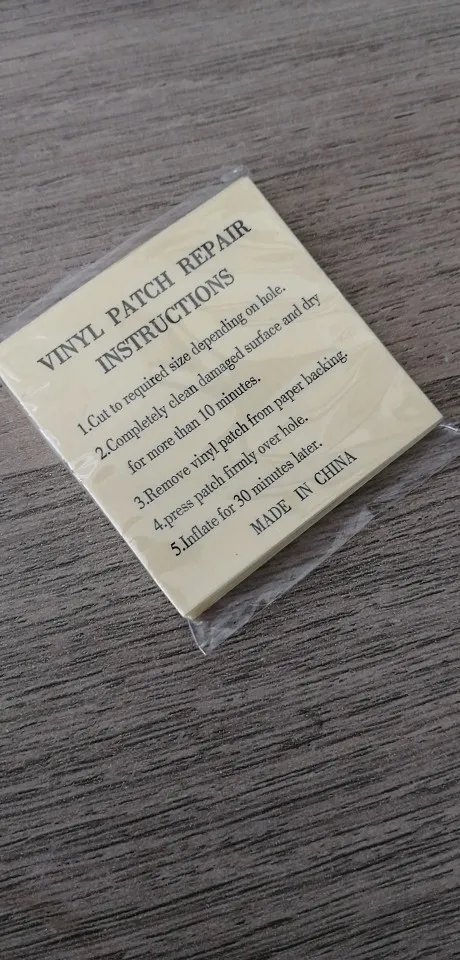 VINYL PATCH REPAIR
INSTRUCTIONS
1.Cut to required size depending on hole.
2.Completely clean damaged surface and dry
for more than 10 minutes.
3.Remove vinyl patch from paper backing.
4.press patch firmly over hole.
5.Inflate for 30 minutes later.
MADE IN CHINA